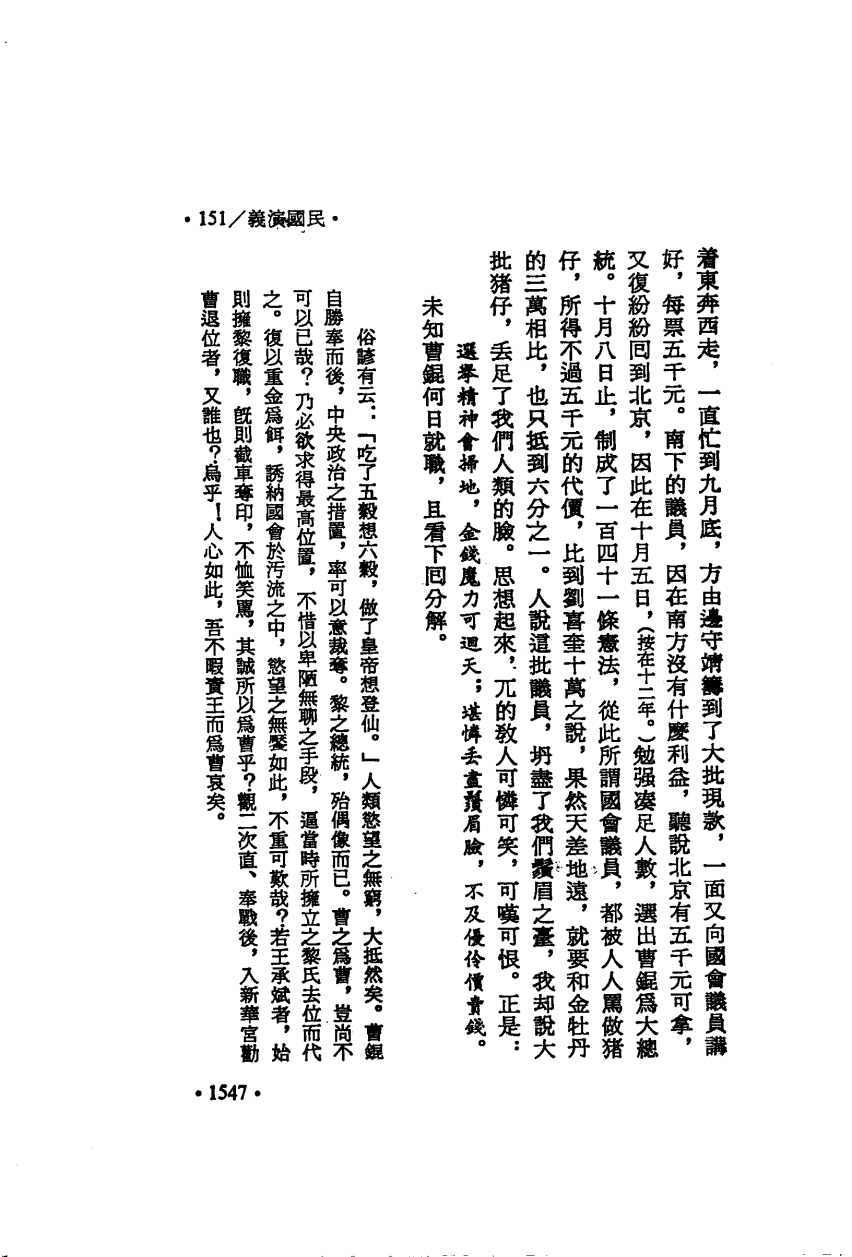 •151／義演國民•
着東奔西走，一直忙到九月底，方由邊守靖籌到了大批現款，一面又向國會議員講
好，每票五千元。南下的議員，因在南方沒有什麼利益，聽說北京有五千元可拿，
又復紛紛回到北京，因此在十月五日，（按在十二年。）勉强湊足人數，選出曹錕爲大總
統。十月八日止，制成了一百四十一條憲法，從此所謂國會議員，都被人人罵做猪
仔，所得不過五千元的代價，比到劉喜奎十萬之說，果然天差地遠，就要和金牡丹
的三萬相比，也只抵到六分之一。人說這批議員，坍盡了我們鬚眉之臺，我却說大
批猪仔，丢足了我們人類的臉。思想起來，兀的敎人可憐可笑，可嘆可恨。正是：
選舉精神會掃地，金錢魔力可迴天；堪憐丢盡鬚眉臉，不及優伶價賣錢。
未知曹錕何日就職，且看下回分解。
俗諺有云：「吃了五穀想六穀，做了皇帝想登仙。」人類慾望之無窮，大抵然矣。曹錕
自勝奉而後，中央政治之措置，率可以意裁奪。黎之總統，殆偶像而已。曹之爲曹，豈尚不
可以已哉？乃必欲求得最高位置，不惜以卑陋無聊之手段，逼當時所擁立之黎氏去位而代
之。復以重金爲餌，誘納國會於汚流之中，慾望之無饜如此，不重可歎哉？若王承斌者，始
則擁黎復職，旣則截車奪印，不恤笑罵，其誠所以爲曹乎？觀二次直、奉戰後，入新華宮勸
曹退位者，又誰也？烏乎！人心如此，吾不暇責王而爲曹哀矣。
•1547•